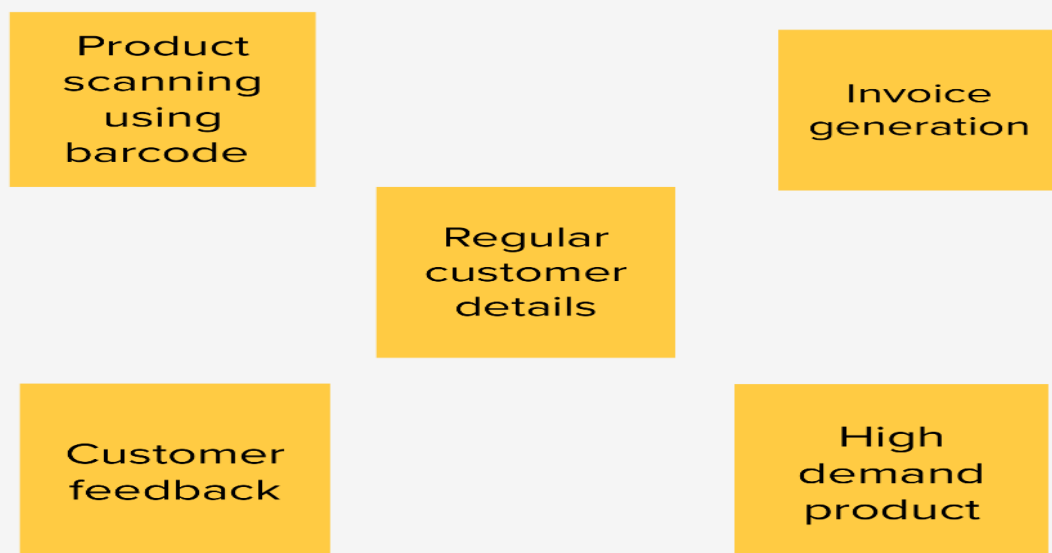 Product
scanning
using
barcode
Invoice
generation
Regular
customer
details
Customer
feedback
High
demand
product